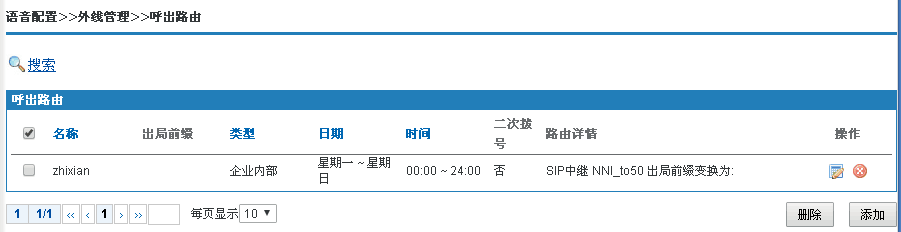 语音配置>>外线管理>>呼出路由
搜索
呼出路由
名称 出局前缀 类型 日期 时间 二次拨号 路由详情 操作
zhixian 企业内部 星期一 ~ 星期日 00:00 ~ 24:00 否 SIP中继 NNI_to50 出局前缀变换为:
1 1/1 ‹‹ ‹ 1 › ›› 每页显示 10 ▼ 删除 添加